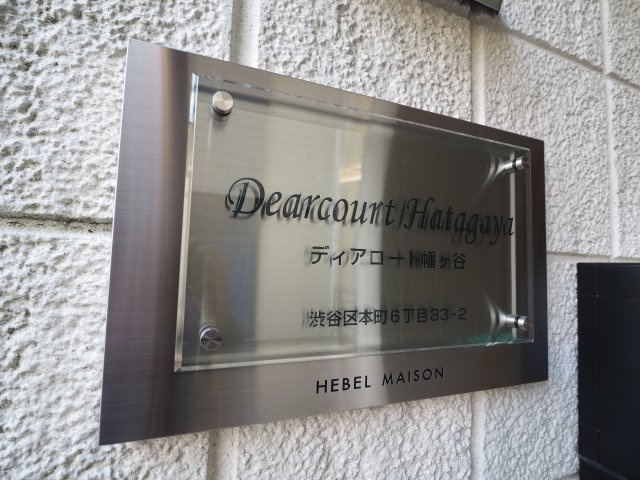 Dearcourt Hatagaya
ディアコート幡ヶ谷
渋谷区本町6丁目33-2
HEBEL MAISON